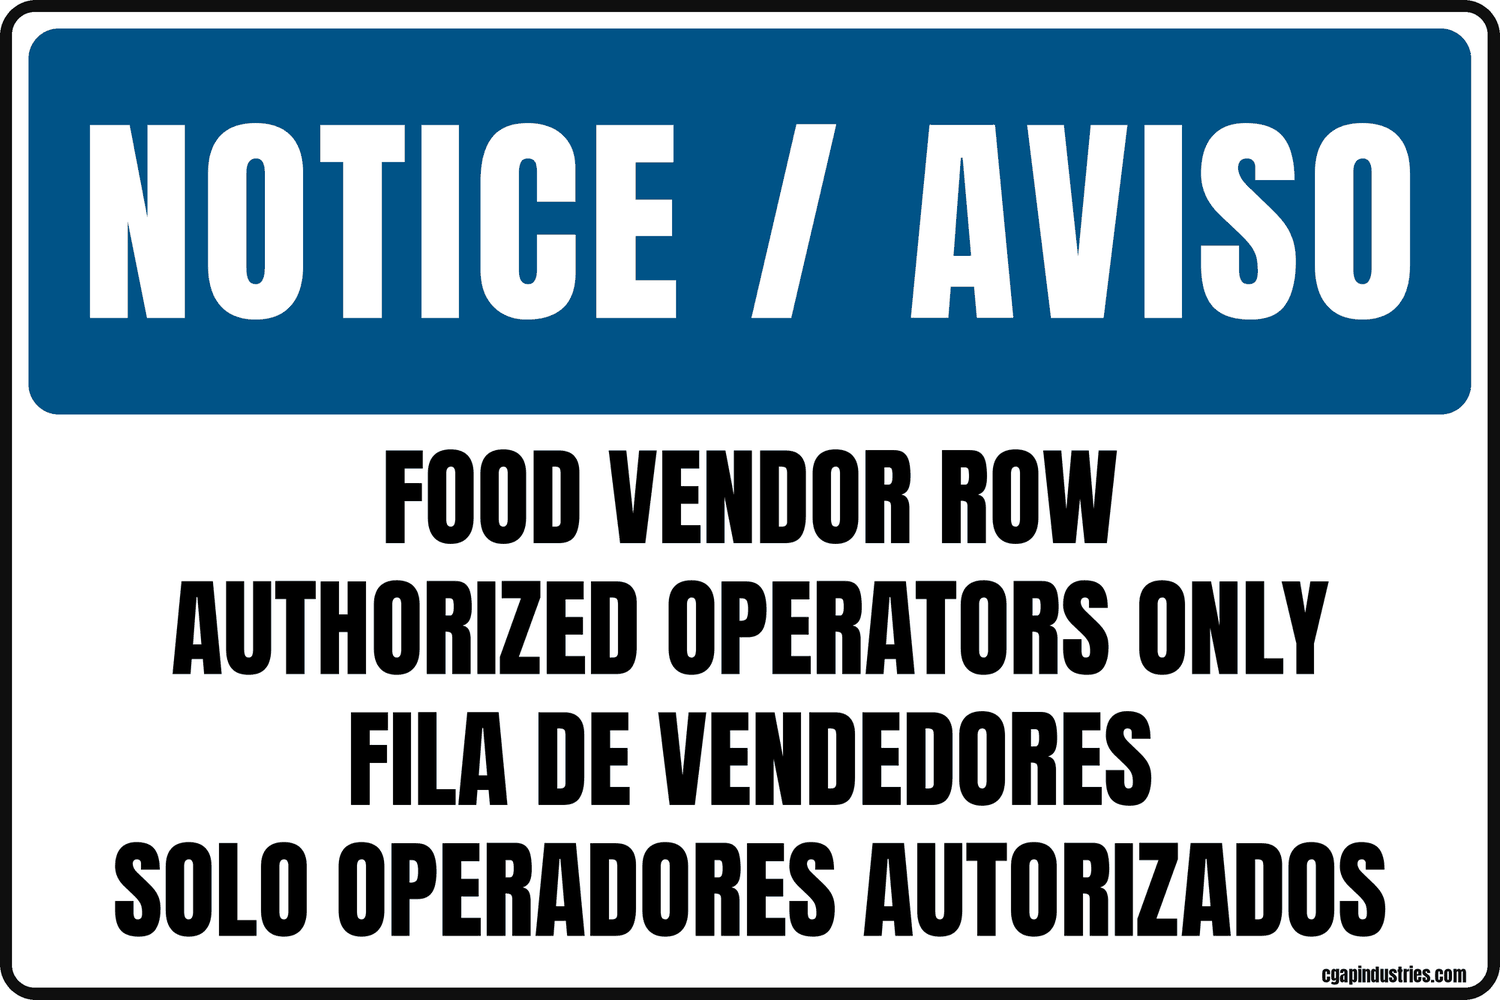 NOTICE / AVISO
FOOD VENDOR ROW
AUTHORIZED OPERATORS ONLY
FILA DE VENDEDORES
SOLO OPERADORES AUTORIZADOS
cgapindustries.com